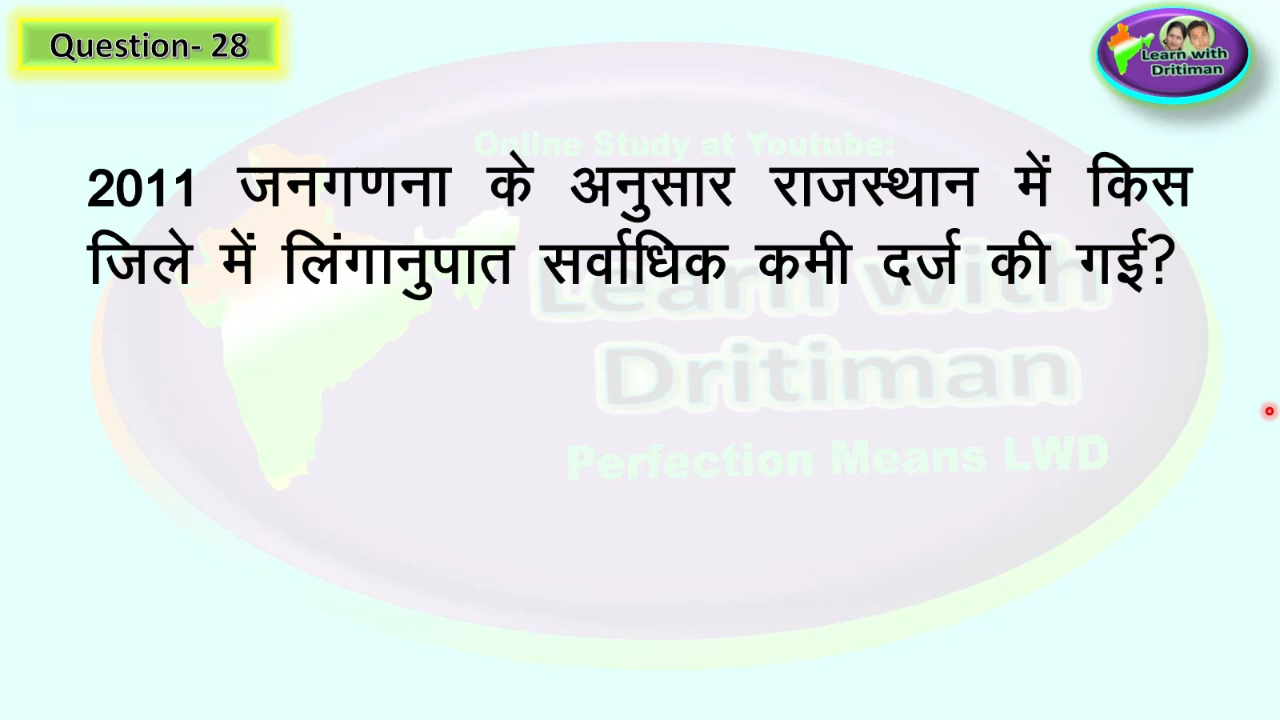 Question- 28
Learn with
Dritiman
Online Study at Youtube:
2011 जनगणना के अनुसार राजस्थान में किस
जिले में लिंगानुपात सर्वाधिक कमी दर्ज की गई?
Learn with
Dritiman
Perfection Means LWD